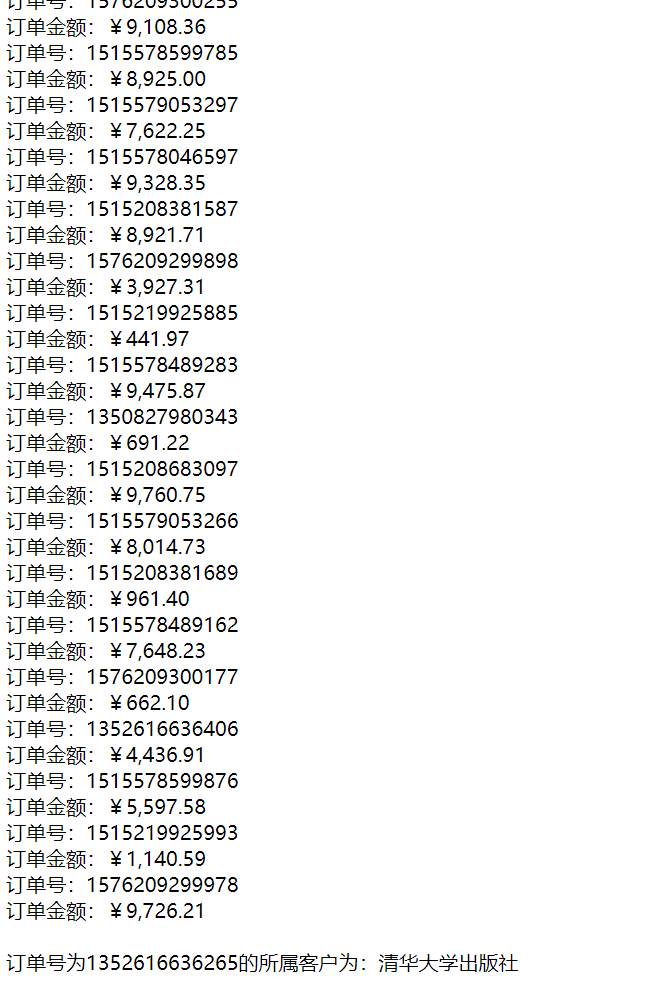 订单号：1576209300255
订单金额：￥9,108.36
订单号：1515578599785
订单金额：￥8,925.00
订单号：1515579053297
订单金额：￥7,622.25
订单号：1515578046597
订单金额：￥9,328.35
订单号：1515208381587
订单金额：￥8,921.71
订单号：1576209299898
订单金额：￥3,927.31
订单号：1515219925885
订单金额：￥441.97
订单号：1515578489283
订单金额：￥9,475.87
订单号：1350827980343
订单金额：￥691.22
订单号：1515208683097
订单金额：￥9,760.75
订单号：1515579053266
订单金额：￥8,014.73
订单号：1515208381689
订单金额：￥961.40
订单号：1515578489162
订单金额：￥7,648.23
订单号：1576209300177
订单金额：￥662.10
订单号：1352616636406
订单金额：￥4,436.91
订单号：1515578599876
订单金额：￥5,597.58
订单号：1515219925993
订单金额：￥1,140.59
订单号：1576209299978
订单金额：￥9,726.21
订单号为1352616636265的所属客户为：清华大学出版社